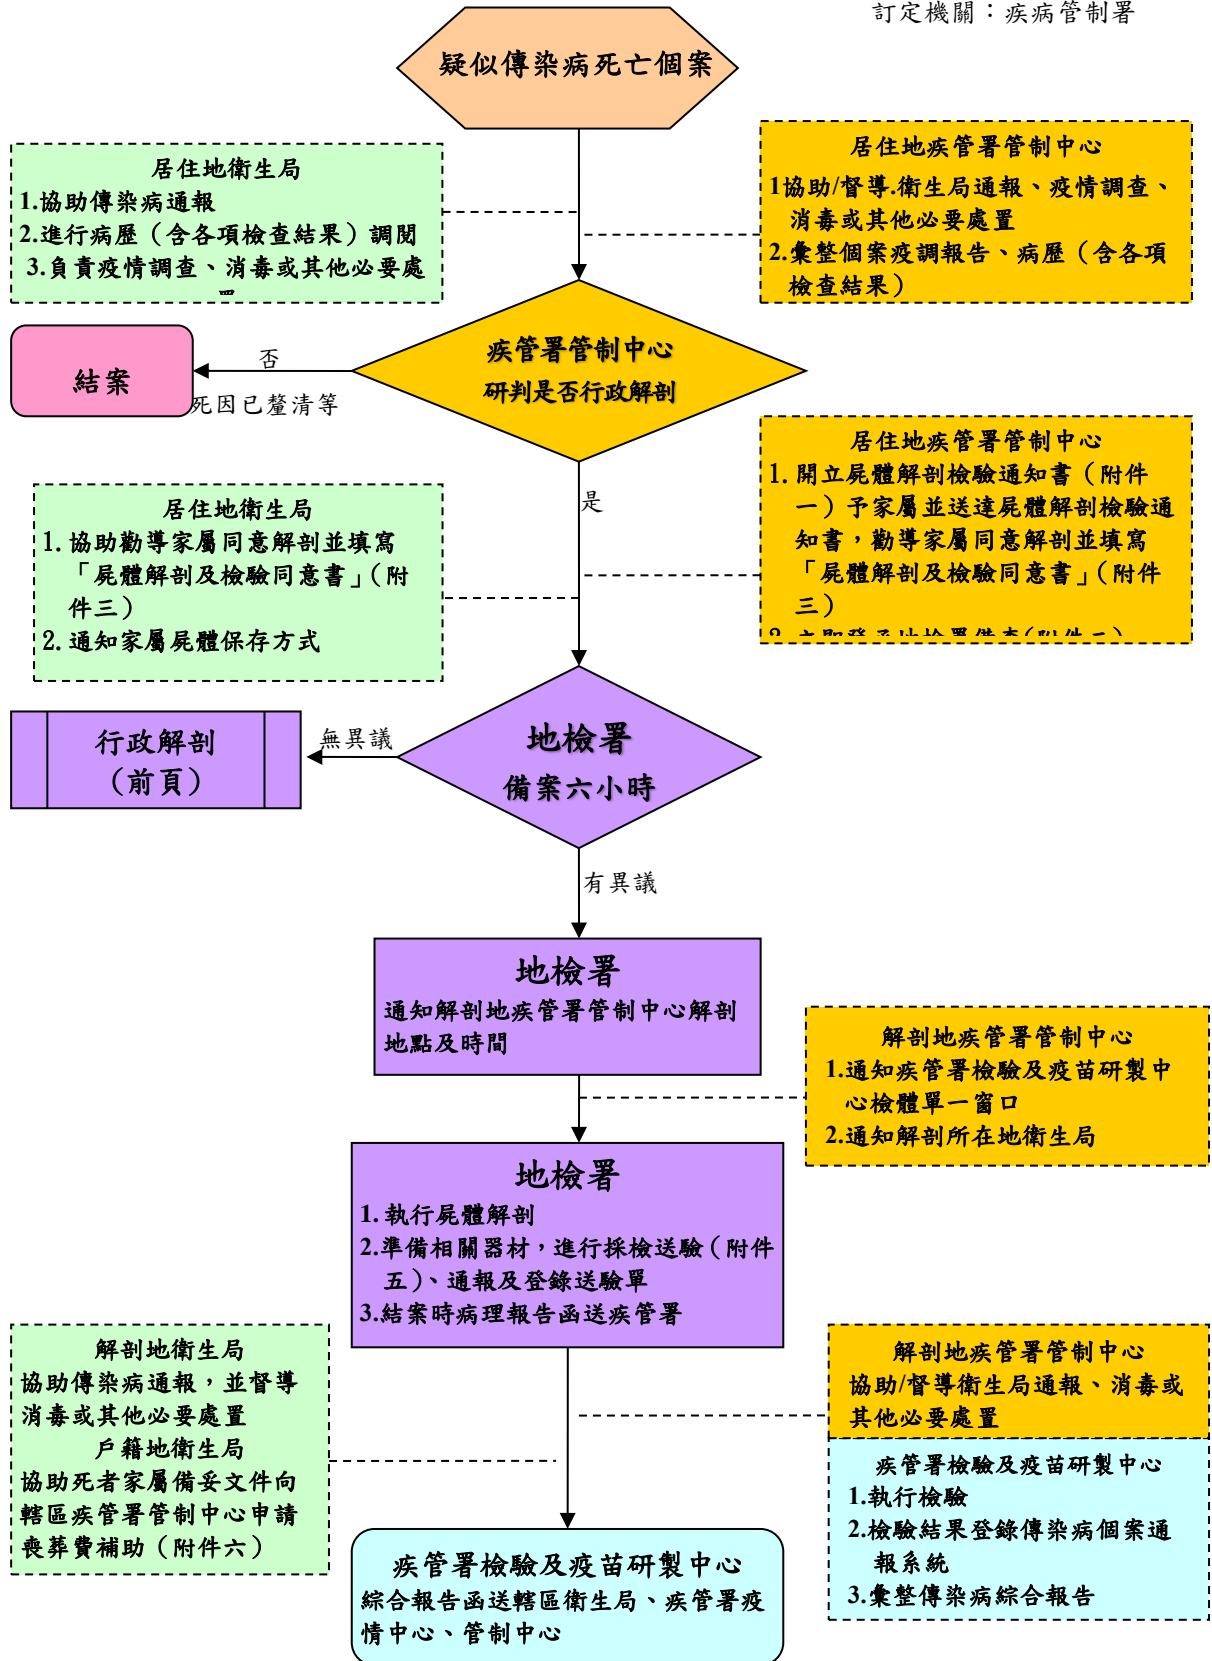 訂定機關：疾病管制署
疑似傳染病死亡個案
居住地衛生局
1.協助傳染病通報
2.進行病歷（含各項檢查結果）調閱
3.負責疫情調查、消毒或其他必要處
居住地疾管署管制中心
1協助/督導.衛生局通報、疫情調查、
消毒或其他必要處置
2.彙整個案疫調報告、病歷（含各項
檢查結果）
疾管署管制中心
研判是否行政解剖
否
死因已釐清等
結案
是
居住地衛生局
1. 協助勸導家屬同意解剖並填寫
「屍體解剖及檢驗同意書」（附
件三）
2. 通知家屬屍體保存方式
居住地疾管署管制中心
1. 開立屍體解剖檢驗通知書（附件
一）予家屬並送達屍體解剖檢驗通
知書，勸導家屬同意解剖並填寫
「屍體解剖及檢驗同意書」（附件
三）
地檢署
備案六小時
無異議
行政解剖
（前頁）
有異議
地檢署
通知解剖地疾管署管制中心解剖
地點及時間
解剖地疾管署管制中心
1.通知疾管署檢驗及疫苗研製中
心檢體單一窗口
2.通知解剖所在地衛生局
地檢署
1. 執行屍體解剖
2.準備相關器材，進行採檢送驗（附件
五）、通報及登錄送驗單
3.結案時病理報告函送疾管署
解剖地衛生局
協助傳染病通報，並督導
消毒或其他必要處置
戶籍地衛生局
協助死者家屬備妥文件向
轄區疾管署管制中心申請
喪葬費補助（附件六）
解剖地疾管署管制中心
協助/督導衛生局通報、消毒或
其他必要處置
疾管署檢驗及疫苗研製中心
1.執行檢驗
2.檢驗結果登錄傳染病個案通
報系統
3.彙整傳染病綜合報告
疾管署檢驗及疫苗研製中心
綜合報告函送轄區衛生局、疾管署疫
情中心、管制中心